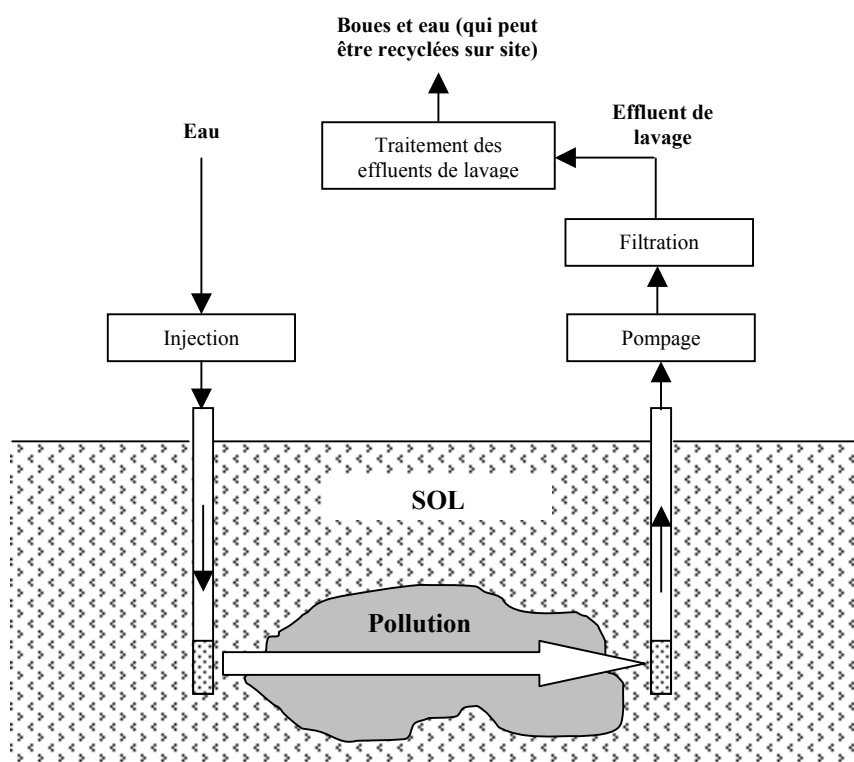 Boues et eau (qui peut
être recyclées sur site)
Eau
Effluent de
lavage
Traitement des
effluents de lavage
Filtration
Injection
Pompage
SOL
Pollution